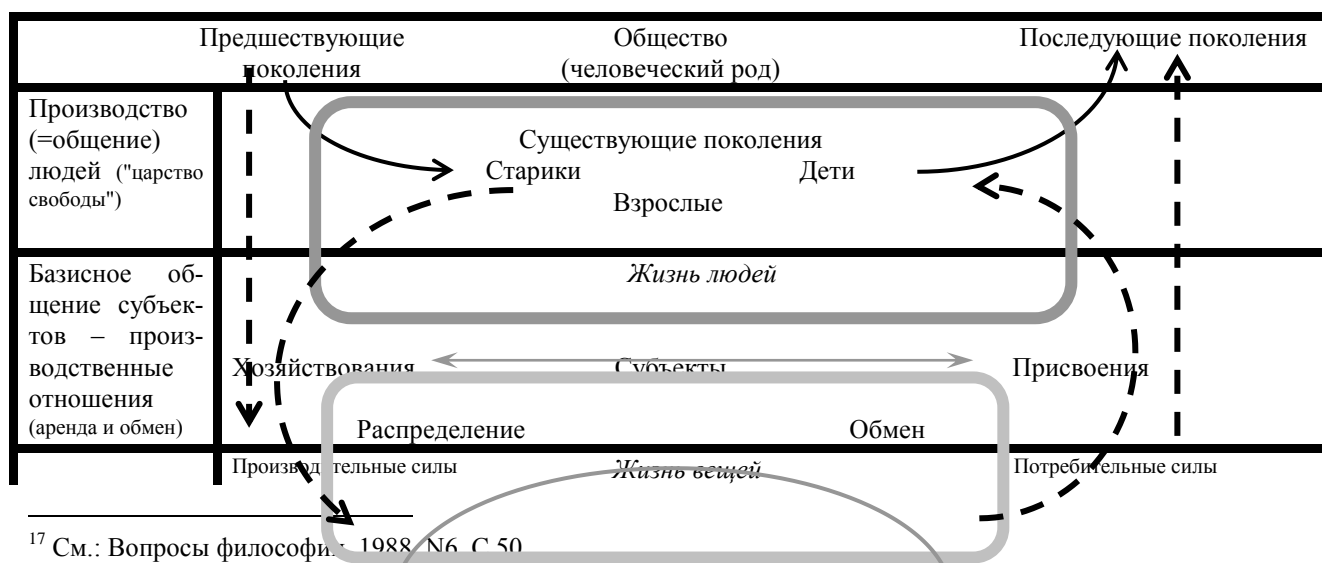 Предшествующие поколения
Общество (человеческий род)
Последующие поколения
Производство
(=общение)
людей ("царство
свободы")
Существующие поколения
Старики Дети
Взрослые
Базисное об-
щение субъек-
тов – произ-
водственные
отношения
(аренда и обмен)
Жизнь людей
Хозяйствования Субъекты Присвоения
Распределение Обмен
Производительные силы Жизнь вещей Потребительные силы
17 См.: Вопросы философии. 1988. N6. С.50